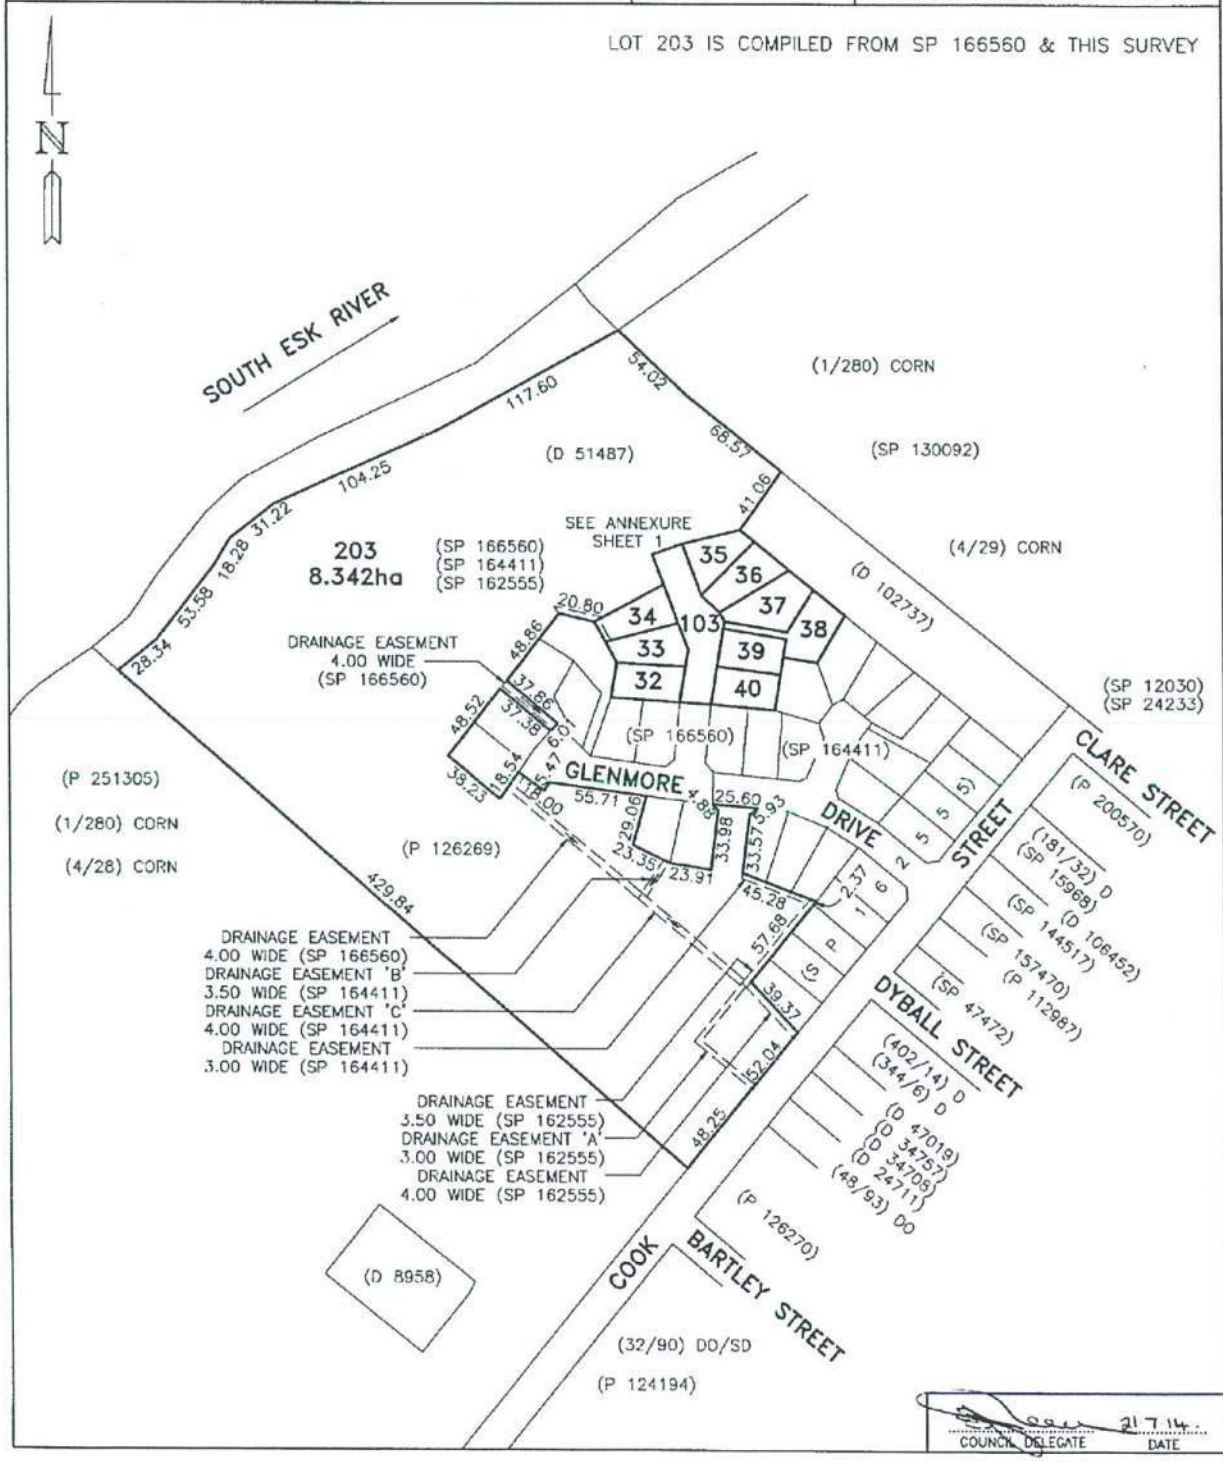 LOT 203 IS COMPILED FROM SP 166560 & THIS SURVEY
N
SOUTH ESK RIVER
(1/280) CORN
54.02
117.60
68.57
(SP 130092)
(D 51487)
104.25
41.06
31.22
SEE ANNEXURE
SHEET 1
18.28
203
8.342ha
(SP 166560)
(SP 164411)
(SP 162555)
35
36
37
38
(4/29) CORN
(D 102737)
53.58
20.80
34
103
33
39
32
40
28.34
48.86
DRAINAGE EASEMENT
4.00 WIDE
(SP 166560)
37.86
37.38
48.52
(SP 12030)
(SP 24233)
(SP 166560)
(SP 164411)
CLARE STREET
(P 200570)
(P 251305)
(1/280) CORN
(4/28) CORN
38.23
18.54
GLENMORE
DRIVE
18.00
55.71
4.88
25.60
5.93
29.06
33.98
33.57
(P 126269)
23.35
23.91
45.28
2.37
(SP 162555)
STREET
(181/32) D
(SP 15968)
(D 106452)
(SP 144517)
(SP 157470)
(P 112987)
(SP 47472)
429.84
57.68
39.37
DRAINAGE EASEMENT
4.00 WIDE (SP 166560)
DRAINAGE EASEMENT 'B'
3.50 WIDE (SP 164411)
DRAINAGE EASEMENT 'C'
4.00 WIDE (SP 164411)
DRAINAGE EASEMENT
3.00 WIDE (SP 164411)
DYBALL STREET
(402/14) D
(344/6) D
(D 47019)
(D 34757)
(D 34708)
(D 24711)
(48/93) DO
52.04
48.25
DRAINAGE EASEMENT
3.50 WIDE (SP 162555)
DRAINAGE EASEMENT 'A'
3.00 WIDE (SP 162555)
DRAINAGE EASEMENT
4.00 WIDE (SP 162555)
(P 126270)
COOK
BARTLEY STREET
(D 8958)
(32/90) DO/SD
(P 124194)
21.7.14.
COUNCIL DELEGATE
DATE